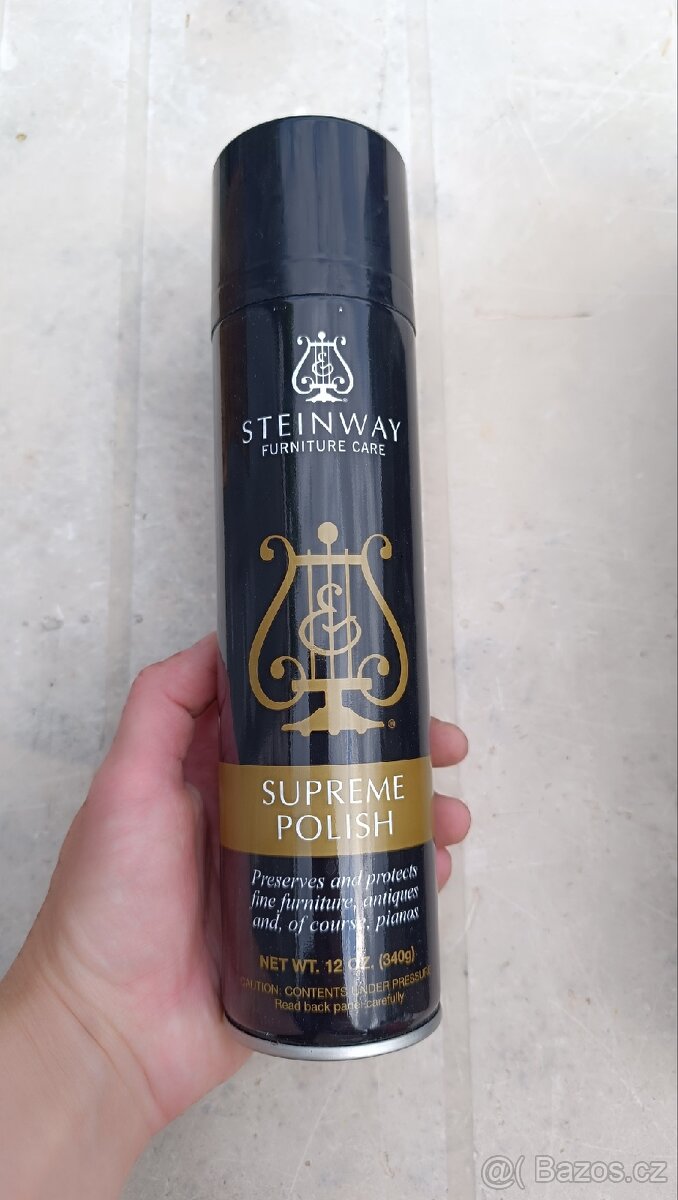 STEINWAY
FURNITURE CARE
SUPREME
POLISH
Preserves and protects
fine furniture, antiques
and, of course, pianos
NET WT. 12 OZ. (340g)
CAUTION: CONTENTS UNDER PRESSURE
Read back panel carefully
@( Bazos.cz